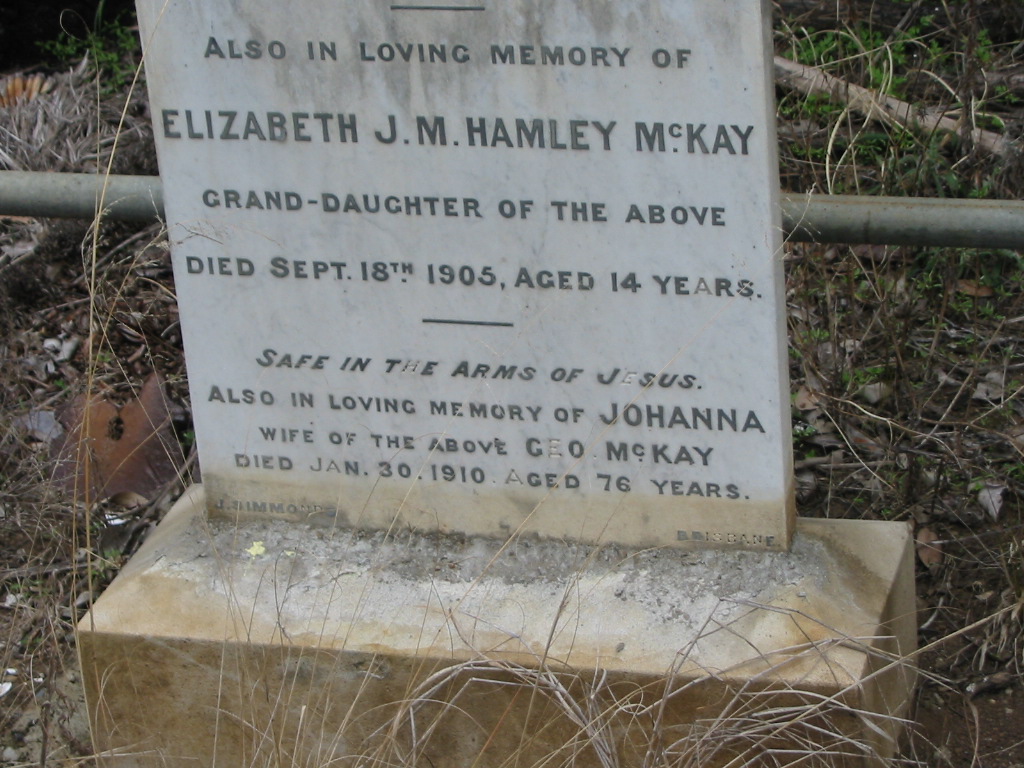 ALSO IN LOVING MEMORY OF
ELIZABETH J.M. HAMLEY McKAY
GRAND-DAUGHTER OF THE ABOVE
DIED SEPT. 18TH 1905, AGED 14 YEARS.
SAFE IN THE ARMS OF JESUS.
ALSO IN LOVING MEMORY OF JOHANNA
WIFE OF THE ABOVE GEO. McKAY
DIED JAN. 30. 1910. AGED 76 YEARS.
J. SIMMONDS BRISBANE